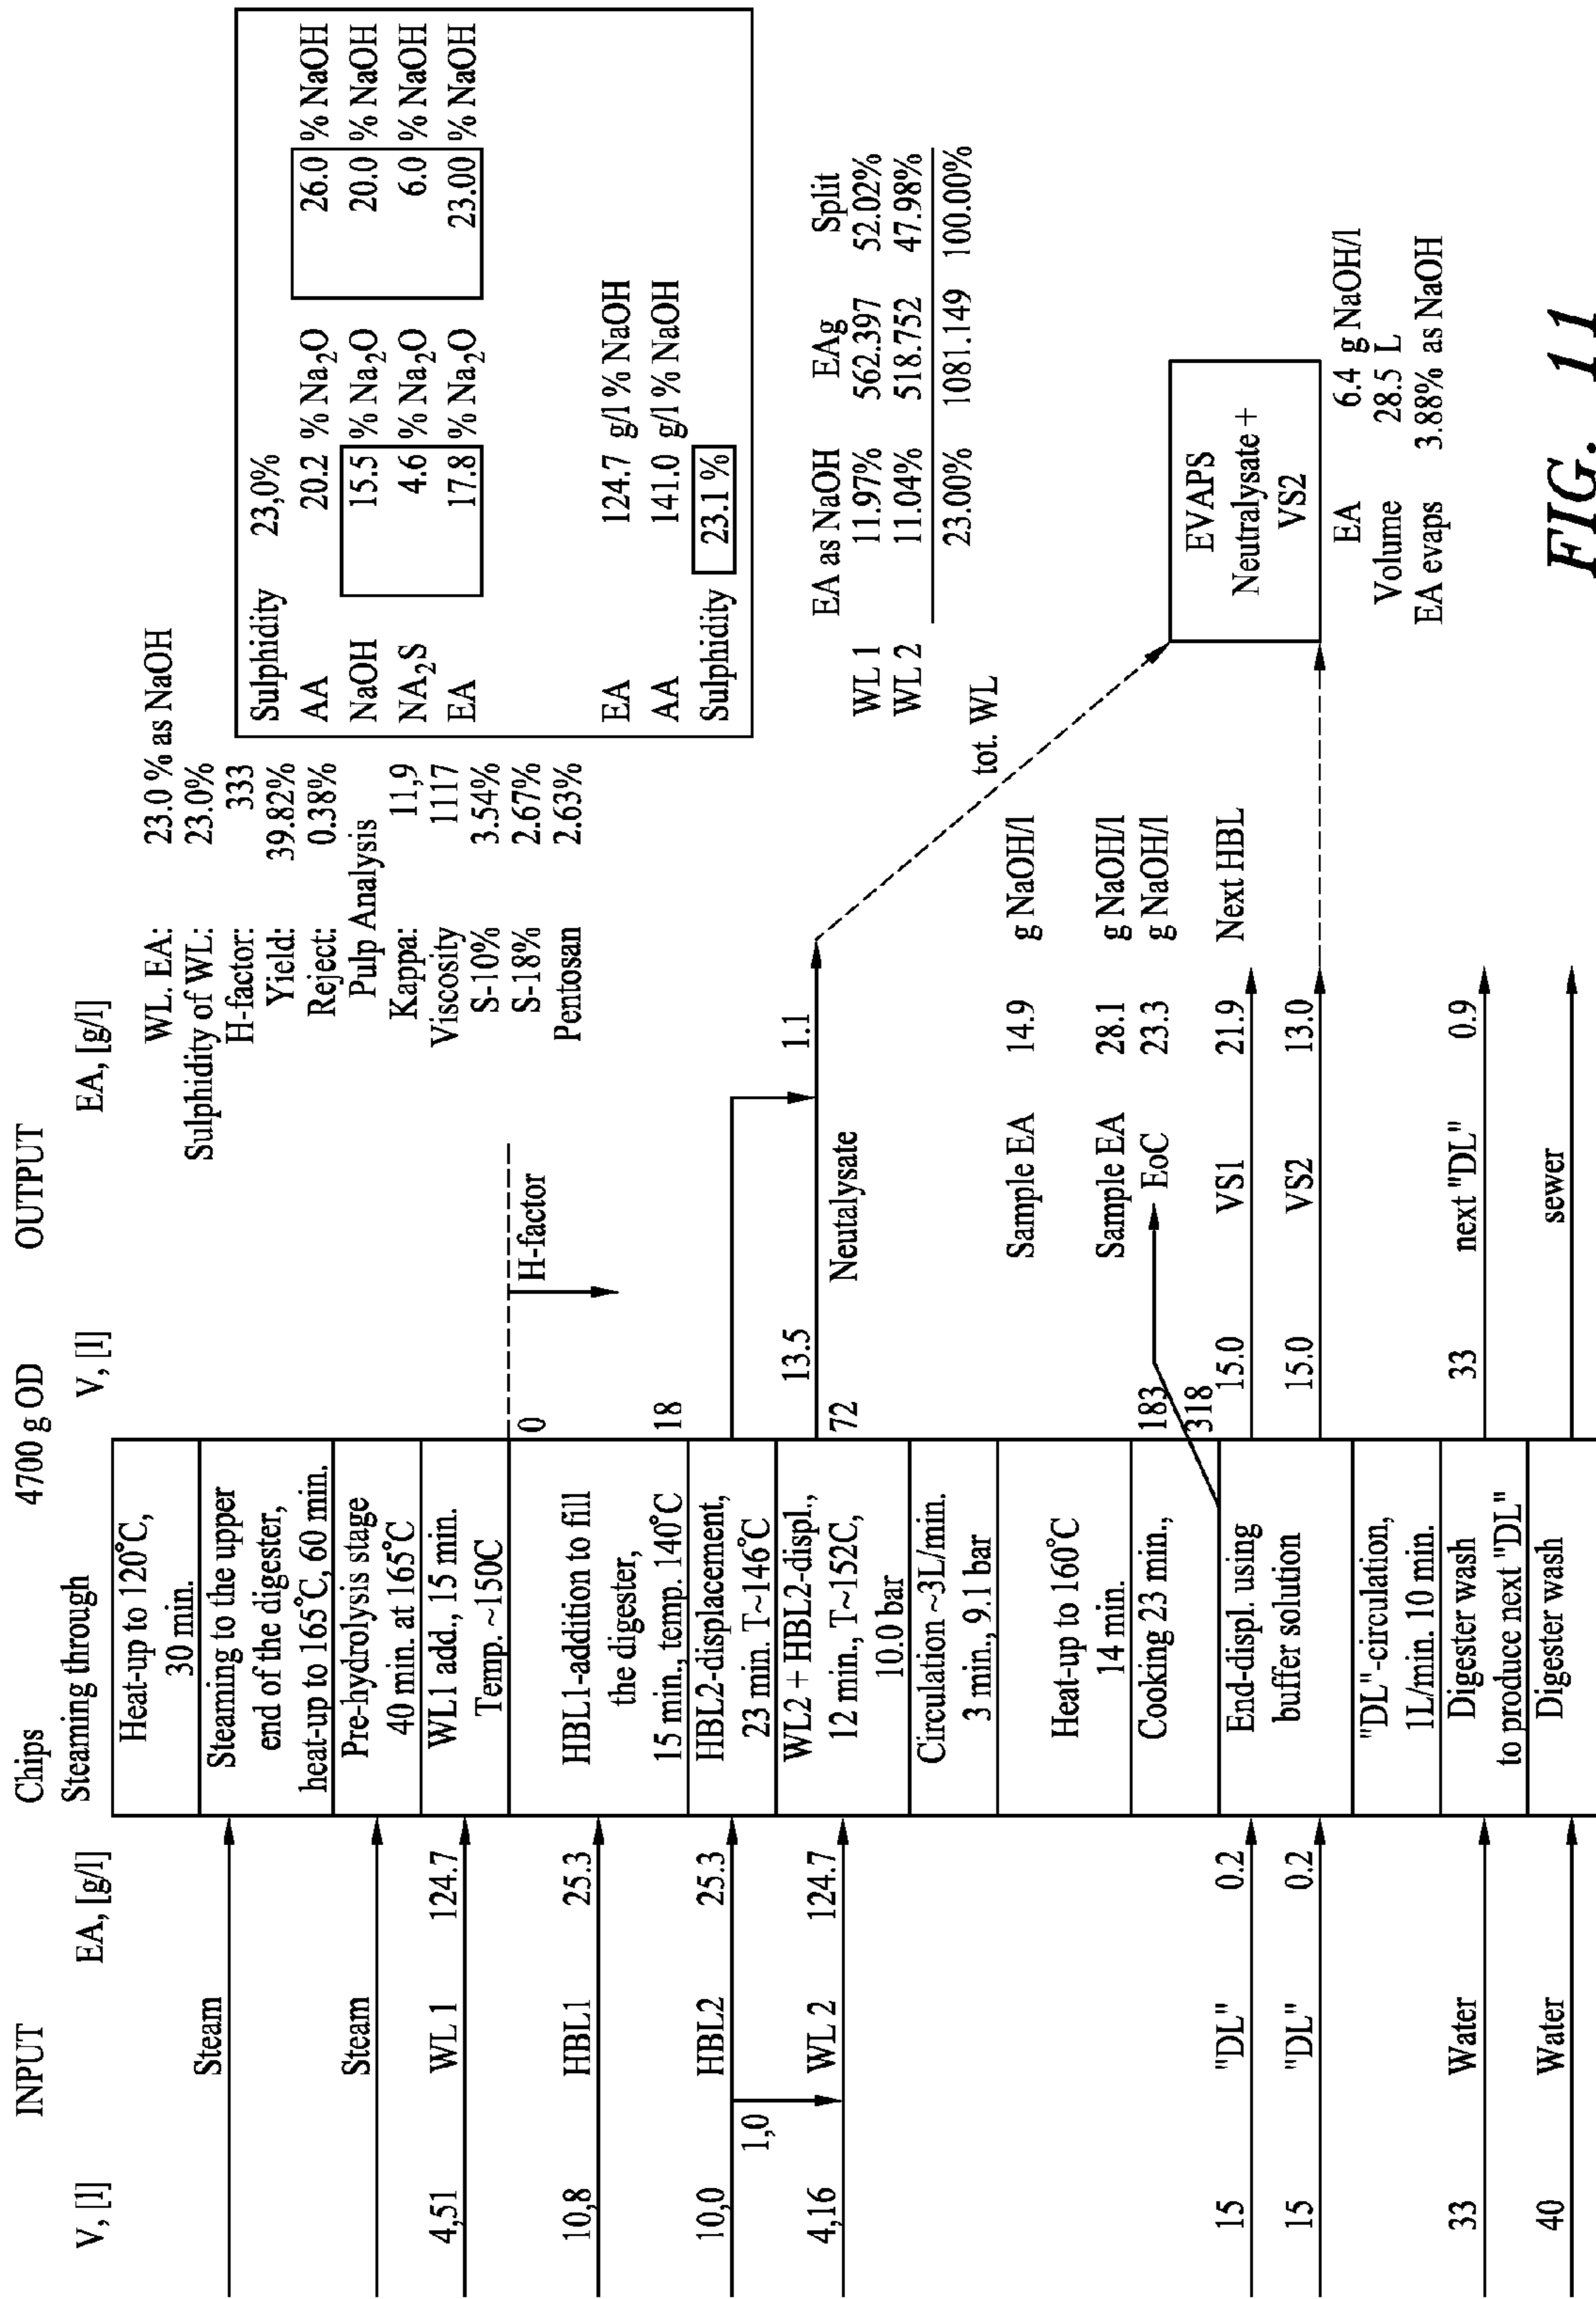 INPUT
Chips
4700 g OD
OUTPUT
V, [l]
EA, [g/l]
Steaming through
V, [l]
EA, [g/l]
Heat-up to 120°C,
30 min.
Steam
Steaming to the upper
end of the digester,
heat-up to 165°C, 60 min.
Steam
Pre-hydrolysis stage
40 min. at 165°C
4,51 WL 1 124.7
WL1 add., 15 min.
Temp. ~150C
0
H-factor
10,8 HBL1 25.3
HBL1-addition to fill
the digester,
15 min., temp. 140°C
18
10,0 HBL2 25.3
1,0
HBL2-displacement,
23 min. T~146°C
4,16 WL 2 124.7
WL2 + HBL2-displ.,
12 min., T~152C,
10.0 bar
13.5 1.1
72 Neutalysate
Circulation ~3L/min.
3 min., 9.1 bar
Heat-up to 160°C
14 min.
Sample EA 14.9 g NaOH/l
Cooking 23 min.,
Sample EA 28.1 g NaOH/l
183 EoC 23.3 g NaOH/l
318
15 "DL" 0.2
End-displ. using
buffer solution
15.0 VS1 21.9 Next HBL
15 "DL" 0.2
15.0 VS2 13.0
"DL"-circulation,
1L/min. 10 min.
33 Water
Digester wash
to produce next "DL"
33 next "DL" 0.9
40 Water
Digester wash
sewer
WL. EA: 23.0 % as NaOH
Sulphidity of WL: 23.0%
H-factor: 333
Yield: 39.82%
Reject: 0.38%
Pulp Analysis
Kappa: 11,9
Viscosity 1117
S-10% 3.54%
S-18% 2.67%
Pentosan 2.63%
Sulphidity 23,0%
AA 20.2 % Na₂O 26.0 % NaOH
NaOH 15.5 % Na₂O 20.0 % NaOH
NA₂S 4.6 % Na₂O 6.0 % NaOH
EA 17.8 % Na₂O 23.00 % NaOH
EA 124.7 g/l % NaOH
AA 141.0 g/l % NaOH
Sulphidity 23.1 %
EA as NaOH EAg Split
WL 1 11.97% 562.397 52.02%
WL 2 11.04% 518.752 47.98%
23.00% 1081.149 100.00%
tot. WL
EVAPS
Neutralysate +
VS2
EA 6.4 g NaOH/l
Volume 28.5 L
EA evaps 3.88% as NaOH
FIG. 11